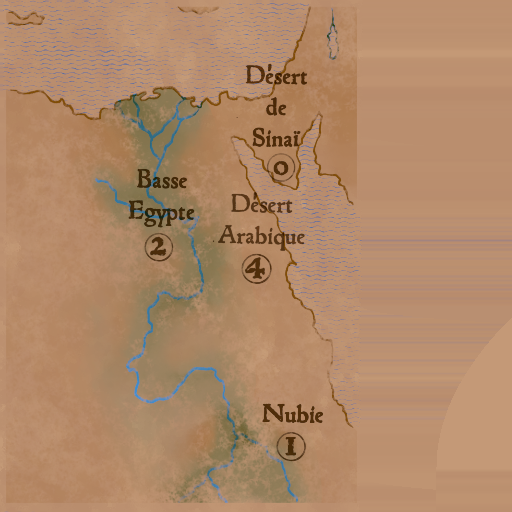 Désert
de
Sinaï
0
Basse
Egypte
2
Désert
Arabique
4
Nubie
1